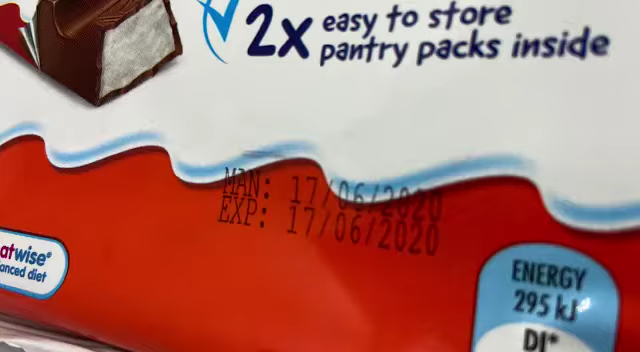 2x easy to store
pantry packs inside
MAN: 17/06/2020
EXP: 17/06/2020
atwise®
anced diet
ENERGY
295 kJ
DI*